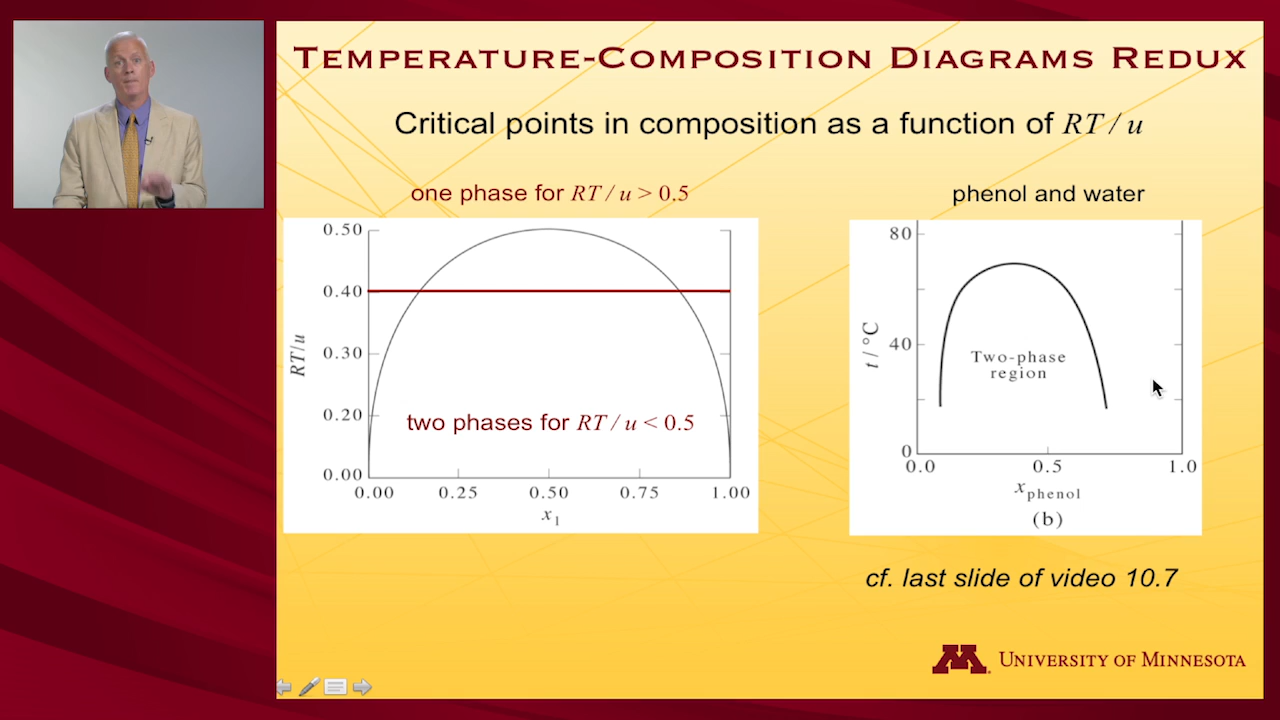 TEMPERATURE-COMPOSITION DIAGRAMS REDUX
Critical points in composition as a function of RT / u
one phase for RT / u > 0.5
0.50
0.40
0.30
0.20
0.00
RT/u
two phases for RT / u < 0.5
0.00 0.25 0.50 0.75 1.00
x1
phenol and water
80
40
0
t / °C
Two-phase
region
0.0 0.5 1.0
xphenol
(b)
cf. last slide of video 10.7
M
UNIVERSITY OF MINNESOTA